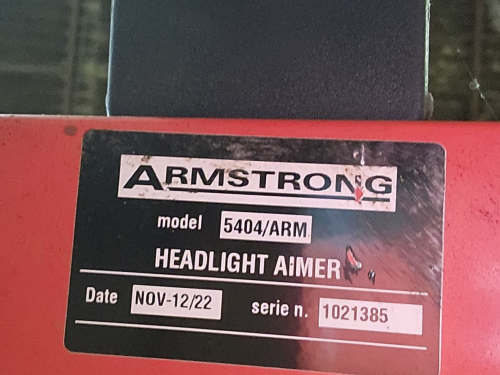 ARMSTRONG
model 5404/ARM
HEADLIGHT AIMER
Date NOV-12/22 serie n. 1021385